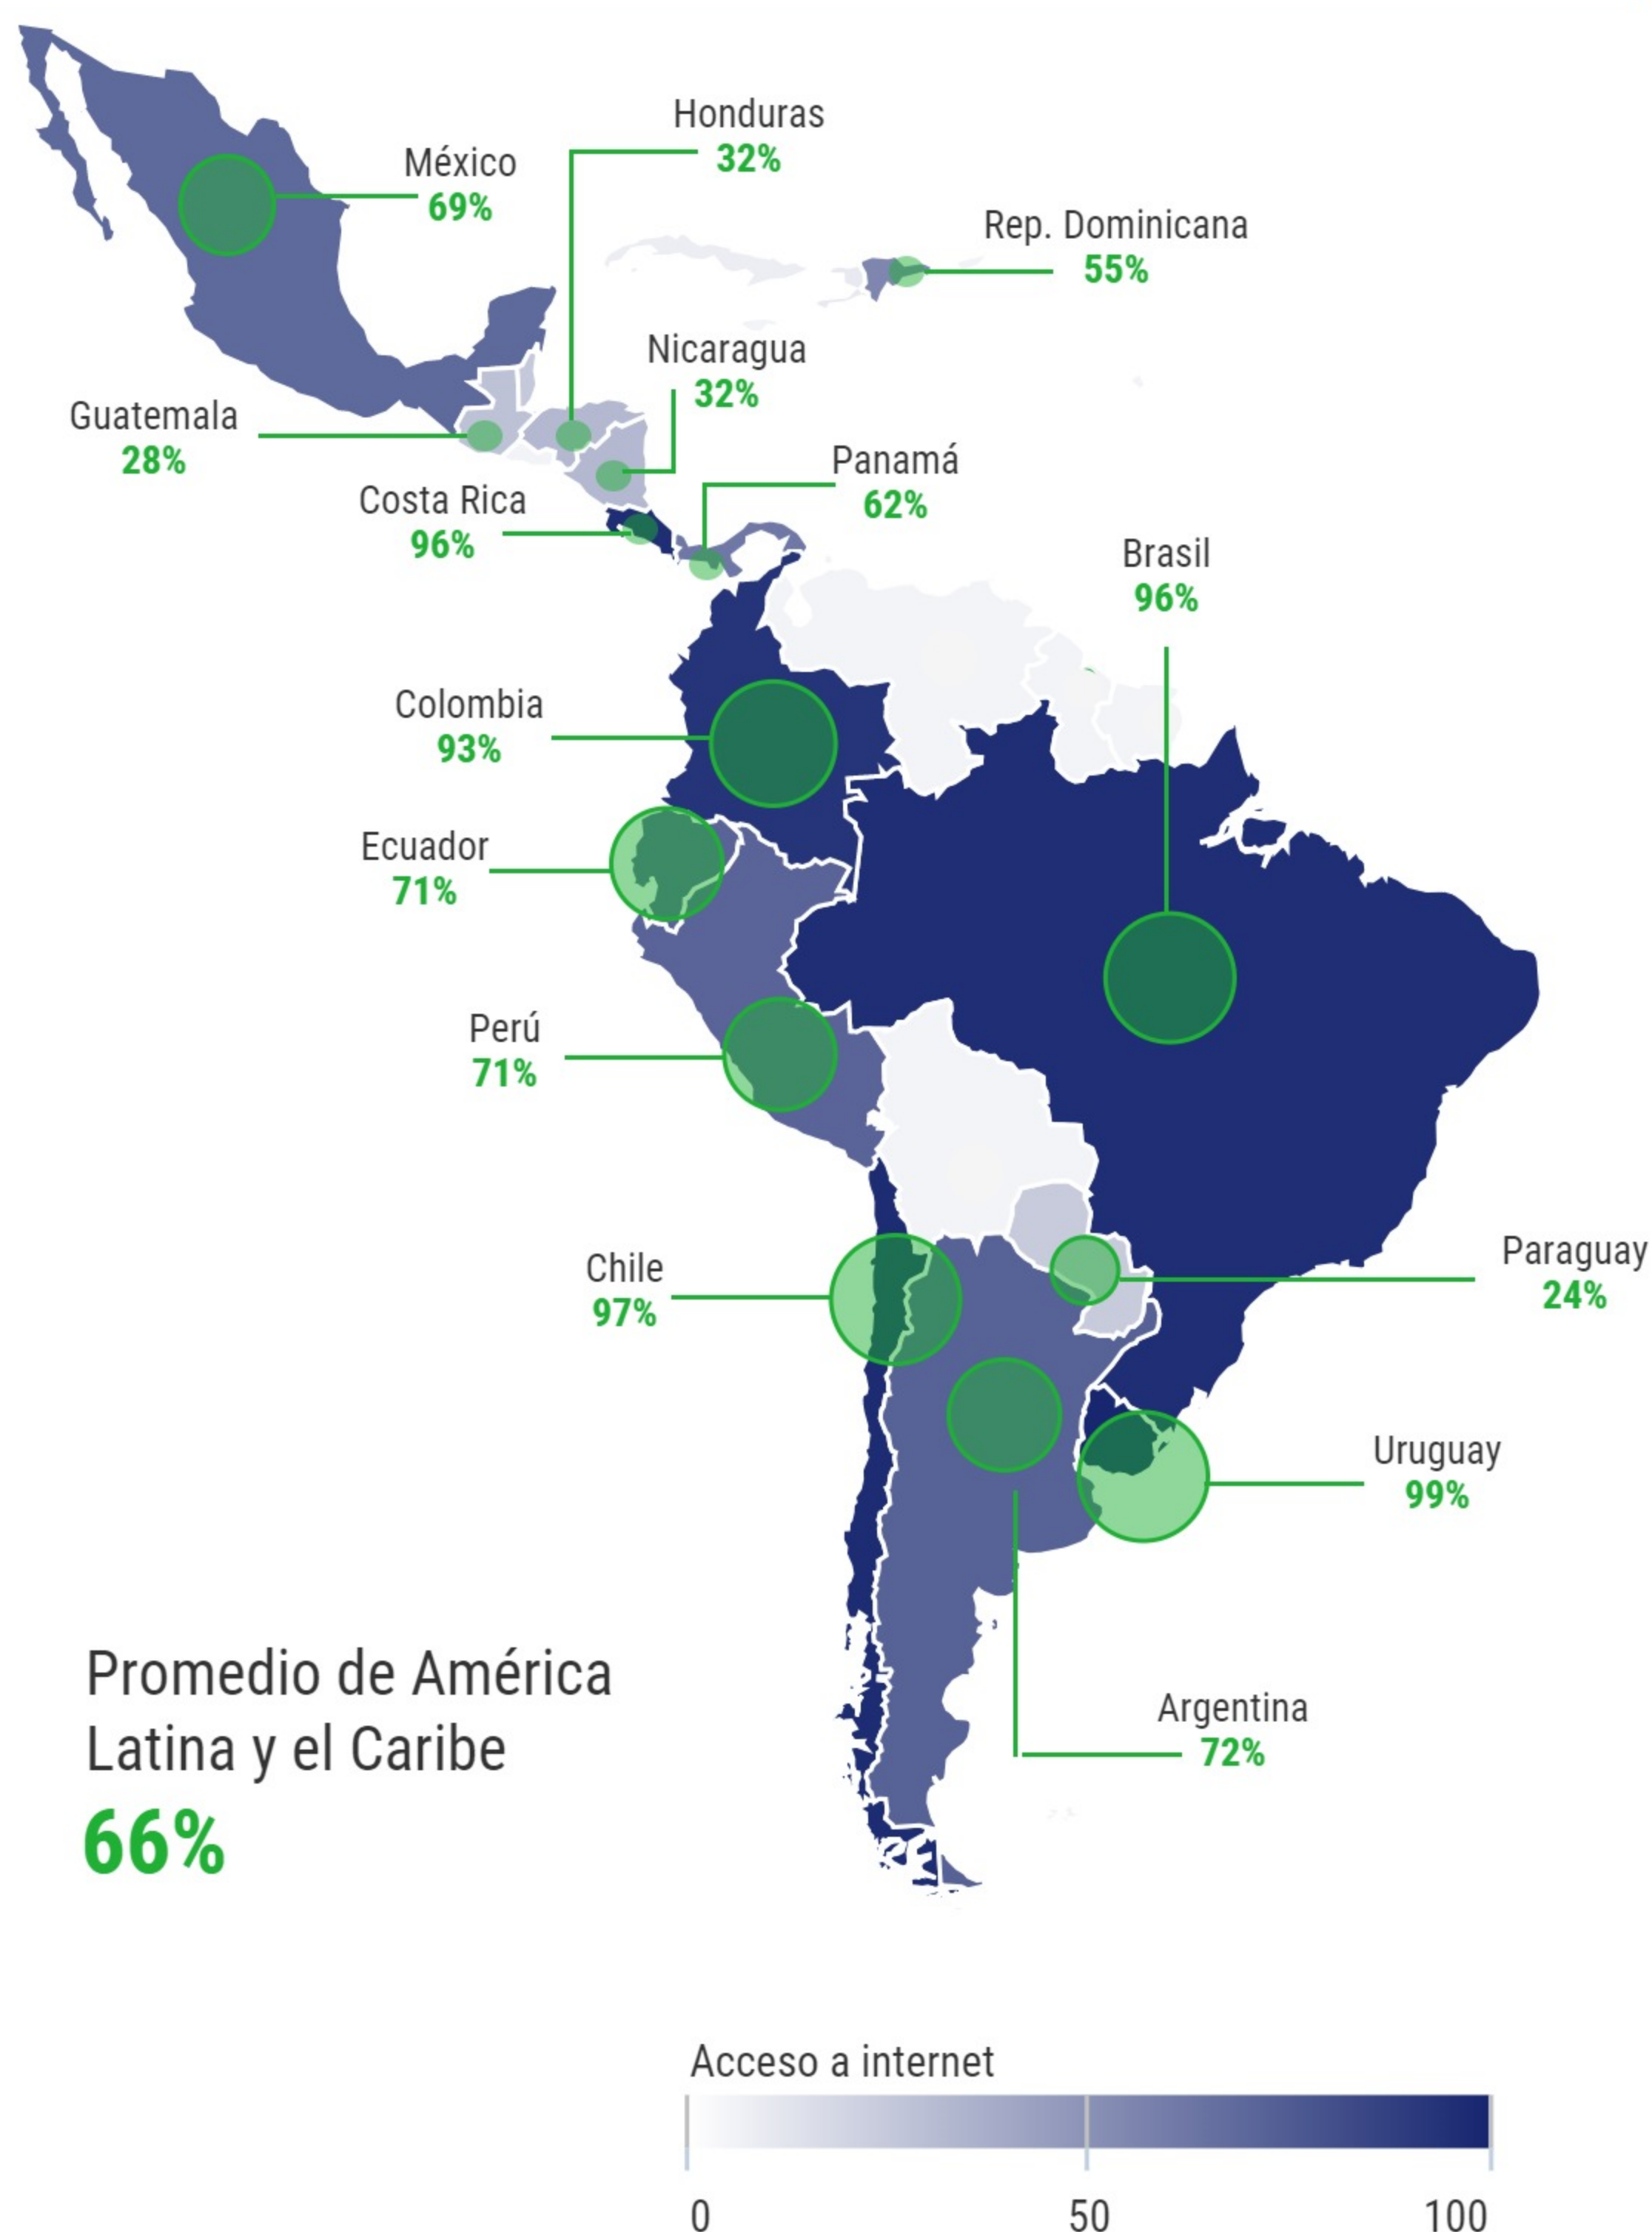 Honduras
32%
México
69%
Rep. Dominicana
55%
Nicaragua
32%
Guatemala
28%
Panamá
62%
Costa Rica
96%
Brasil
96%
Colombia
93%
Ecuador
71%
Perú
71%
Paraguay
24%
Chile
97%
Uruguay
99%
Argentina
72%
Promedio de América
Latina y el Caribe
66%
Acceso a internet
0
50
100